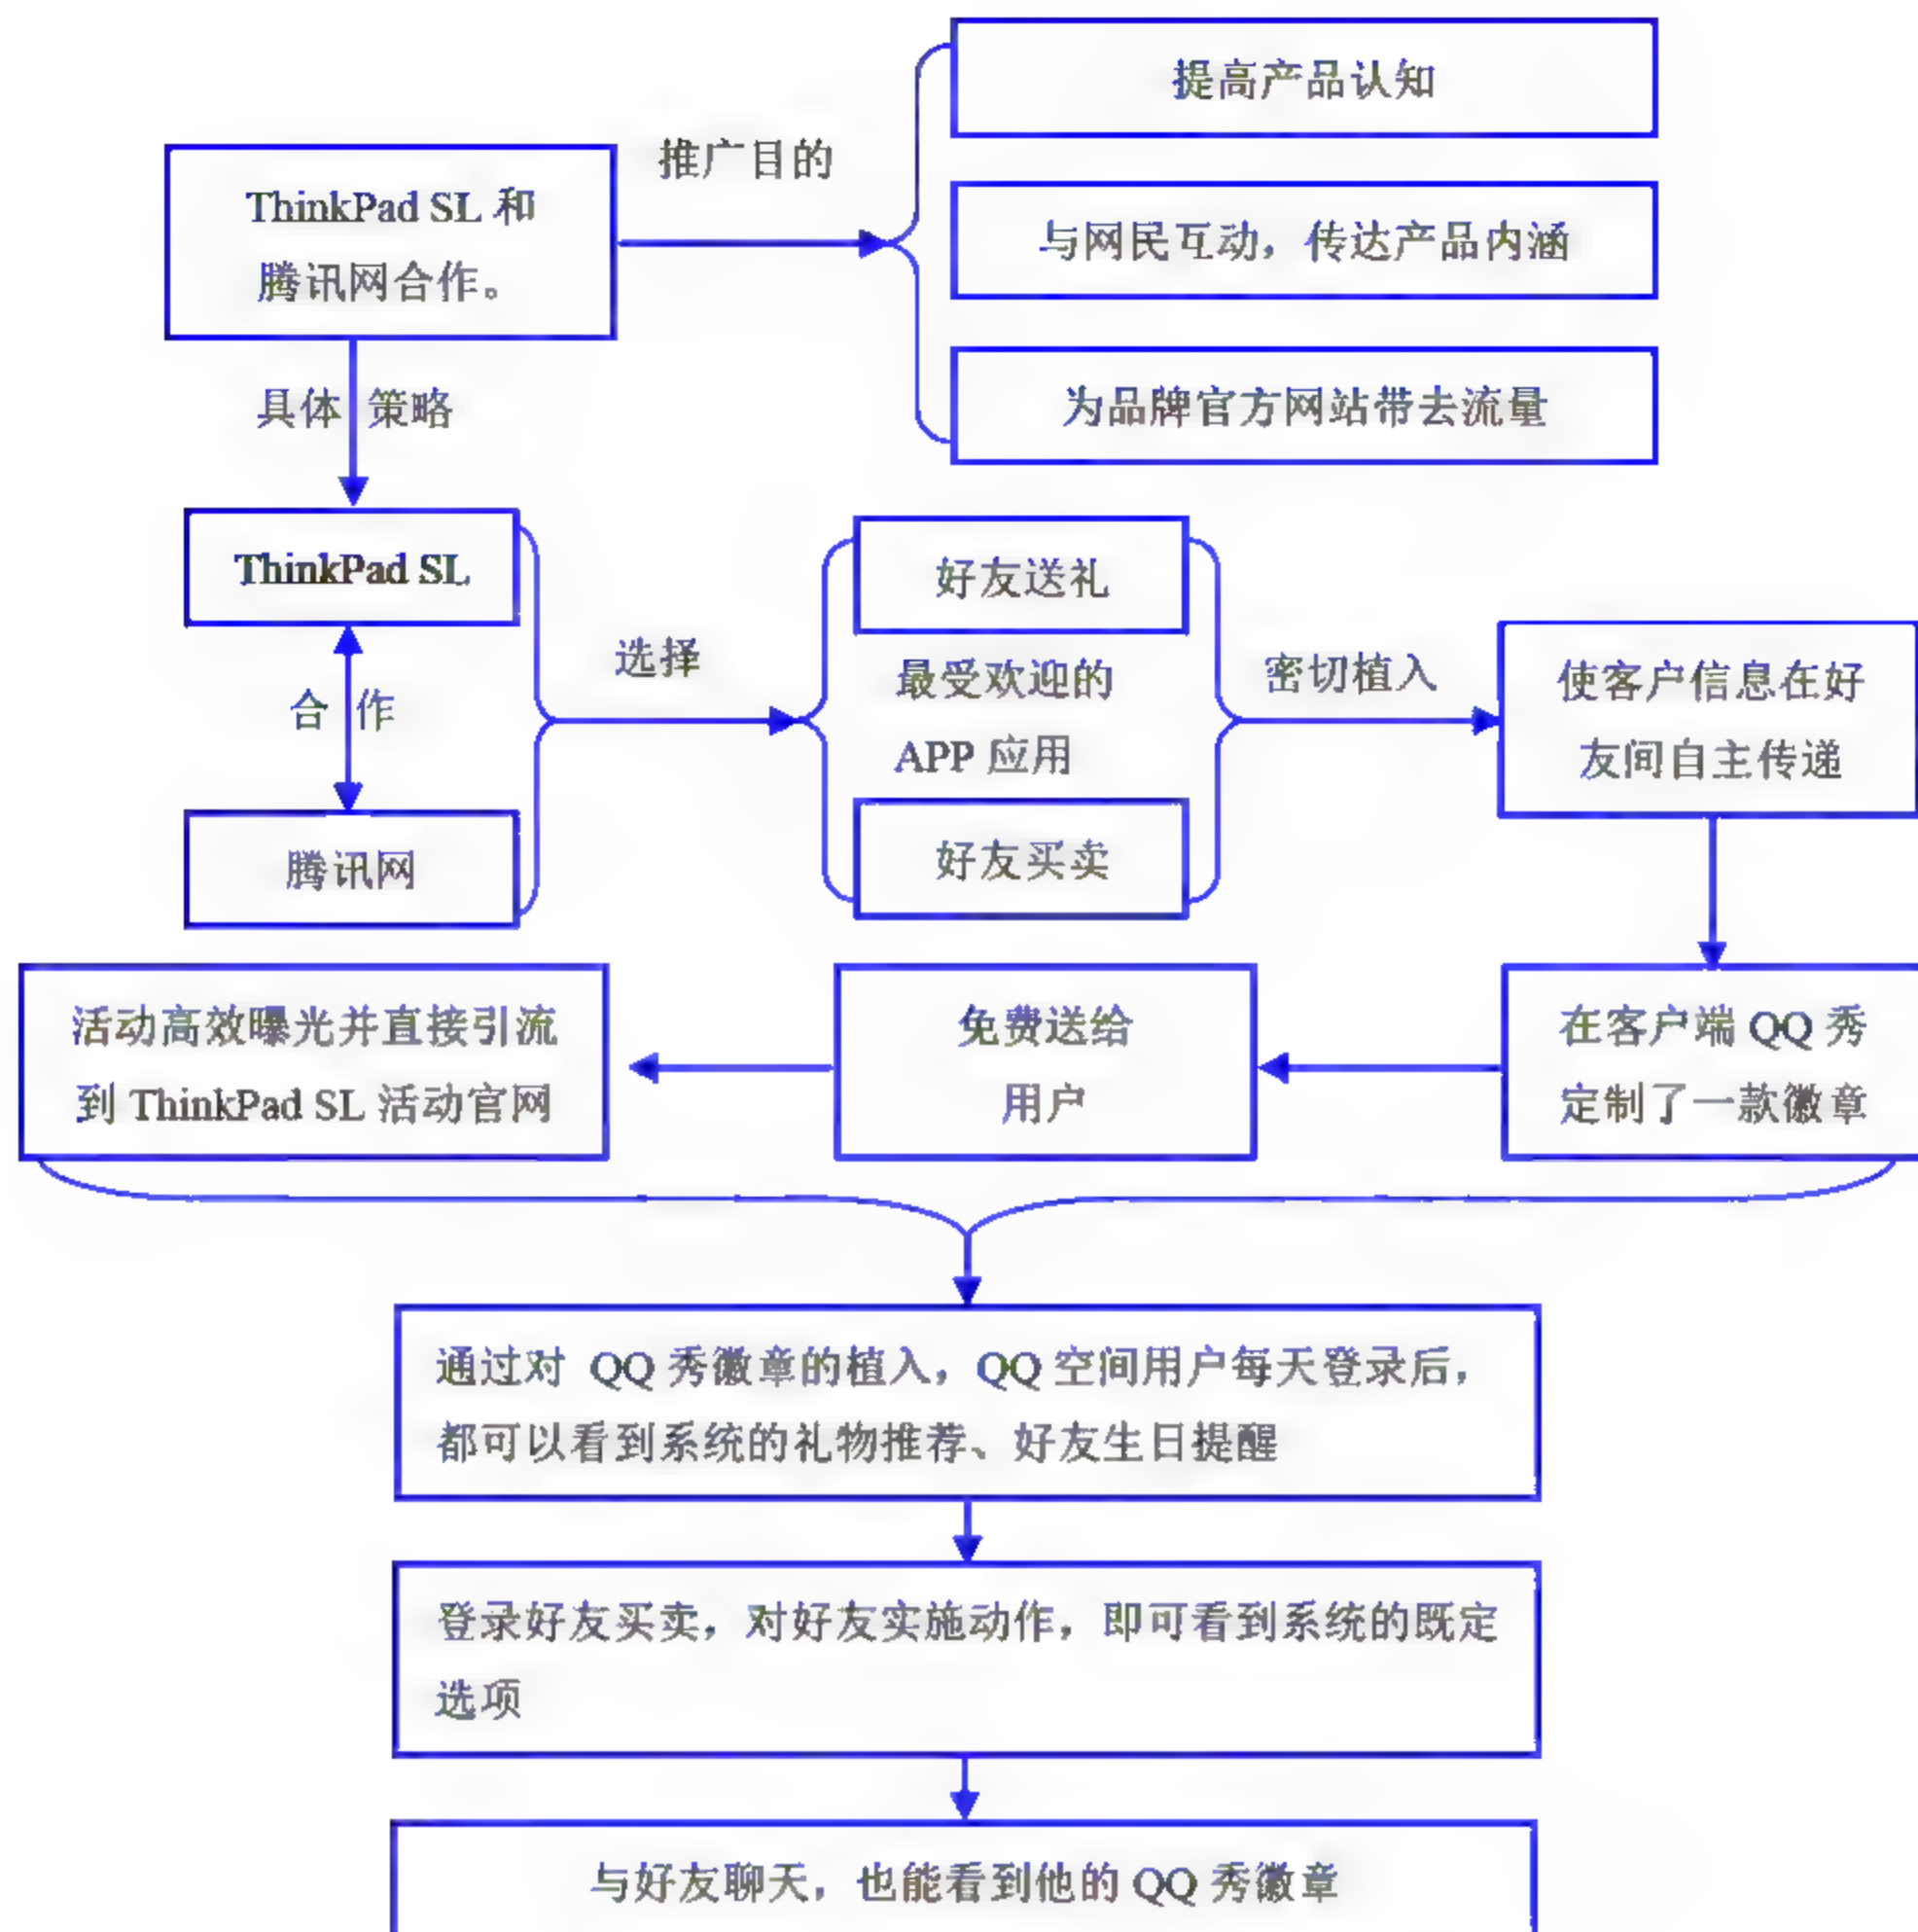 提高产品认知
推广目的
ThinkPad SL 和
腾讯网合作。
与网民互动，传达产品内涵
为品牌官方网站带去流量
具体 策略
ThinkPad SL
好友送礼
选择
最受欢迎的
APP 应用
密切植入
使客户信息在好
友间自主传递
合 作
腾讯网
好友买卖
活动高效曝光并直接引流
到 ThinkPad SL 活动官网
免费送给
用户
在客户端 QQ 秀
定制了一款徽章
通过对 QQ 秀徽章的植入，QQ 空间用户每天登录后，
都可以看到系统的礼物推荐、好友生日提醒
登录好友买卖，对好友实施动作，即可看到系统的既定
选项
与好友聊天，也能看到他的 QQ 秀徽章